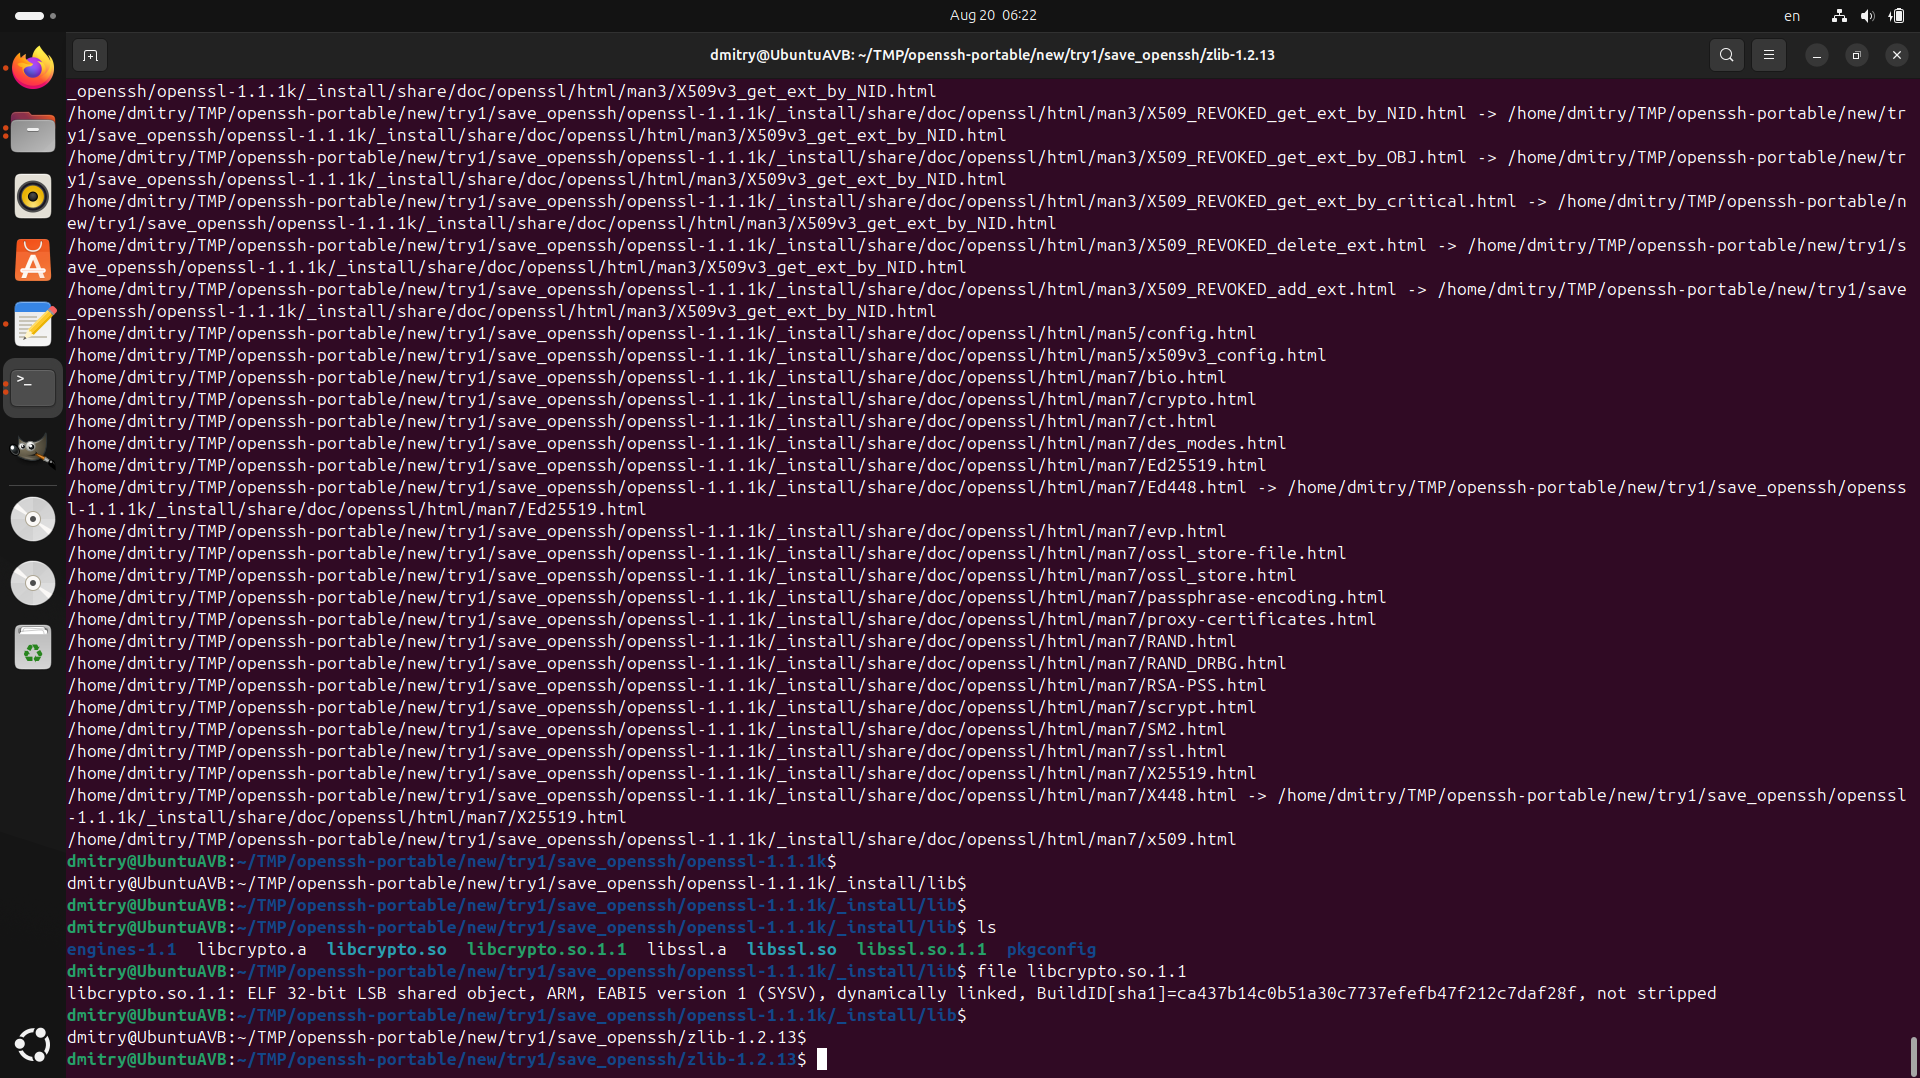 Aug 20 06:22
en
dmitry@UbuntuAVB: ~/TMP/openssh-portable/new/try1/save_openssh/zlib-1.2.13
_openssh/openssl-1.1.1k/_install/share/doc/openssl/html/man3/X509v3_get_ext_by_NID.html
/home/dmitry/TMP/openssh-portable/new/try1/save_openssh/openssl-1.1.1k/_install/share/doc/openssl/html/man3/X509_REVOKED_get_ext_by_NID.html -> /home/dmitry/TMP/openssh-portable/new/tr
y1/save_openssh/openssl-1.1.1k/_install/share/doc/openssl/html/man3/X509v3_get_ext_by_NID.html
/home/dmitry/TMP/openssh-portable/new/try1/save_openssh/openssl-1.1.1k/_install/share/doc/openssl/html/man3/X509_REVOKED_get_ext_by_OBJ.html -> /home/dmitry/TMP/openssh-portable/new/tr
y1/save_openssh/openssl-1.1.1k/_install/share/doc/openssl/html/man3/X509v3_get_ext_by_NID.html
/home/dmitry/TMP/openssh-portable/new/try1/save_openssh/openssl-1.1.1k/_install/share/doc/openssl/html/man3/X509_REVOKED_get_ext_by_critical.html -> /home/dmitry/TMP/openssh-portable/n
ew/try1/save_openssh/openssl-1.1.1k/_install/share/doc/openssl/html/man3/X509v3_get_ext_by_NID.html
/home/dmitry/TMP/openssh-portable/new/try1/save_openssh/openssl-1.1.1k/_install/share/doc/openssl/html/man3/X509_REVOKED_delete_ext.html -> /home/dmitry/TMP/openssh-portable/new/try1/s
ave_openssh/openssl-1.1.1k/_install/share/doc/openssl/html/man3/X509v3_get_ext_by_NID.html
/home/dmitry/TMP/openssh-portable/new/try1/save_openssh/openssl-1.1.1k/_install/share/doc/openssl/html/man3/X509_REVOKED_add_ext.html -> /home/dmitry/TMP/openssh-portable/new/try1/save
_openssh/openssl-1.1.1k/_install/share/doc/openssl/html/man3/X509v3_get_ext_by_NID.html
/home/dmitry/TMP/openssh-portable/new/try1/save_openssh/openssl-1.1.1k/_install/share/doc/openssl/html/man5/config.html
/home/dmitry/TMP/openssh-portable/new/try1/save_openssh/openssl-1.1.1k/_install/share/doc/openssl/html/man5/x509v3_config.html
/home/dmitry/TMP/openssh-portable/new/try1/save_openssh/openssl-1.1.1k/_install/share/doc/openssl/html/man7/bio.html
/home/dmitry/TMP/openssh-portable/new/try1/save_openssh/openssl-1.1.1k/_install/share/doc/openssl/html/man7/crypto.html
/home/dmitry/TMP/openssh-portable/new/try1/save_openssh/openssl-1.1.1k/_install/share/doc/openssl/html/man7/ct.html
/home/dmitry/TMP/openssh-portable/new/try1/save_openssh/openssl-1.1.1k/_install/share/doc/openssl/html/man7/des_modes.html
/home/dmitry/TMP/openssh-portable/new/try1/save_openssh/openssl-1.1.1k/_install/share/doc/openssl/html/man7/Ed25519.html
/home/dmitry/TMP/openssh-portable/new/try1/save_openssh/openssl-1.1.1k/_install/share/doc/openssl/html/man7/Ed448.html -> /home/dmitry/TMP/openssh-portable/new/try1/save_openssh/openss
l-1.1.1k/_install/share/doc/openssl/html/man7/Ed25519.html
/home/dmitry/TMP/openssh-portable/new/try1/save_openssh/openssl-1.1.1k/_install/share/doc/openssl/html/man7/evp.html
/home/dmitry/TMP/openssh-portable/new/try1/save_openssh/openssl-1.1.1k/_install/share/doc/openssl/html/man7/ossl_store-file.html
/home/dmitry/TMP/openssh-portable/new/try1/save_openssh/openssl-1.1.1k/_install/share/doc/openssl/html/man7/ossl_store.html
/home/dmitry/TMP/openssh-portable/new/try1/save_openssh/openssl-1.1.1k/_install/share/doc/openssl/html/man7/passphrase-encoding.html
/home/dmitry/TMP/openssh-portable/new/try1/save_openssh/openssl-1.1.1k/_install/share/doc/openssl/html/man7/proxy-certificates.html
/home/dmitry/TMP/openssh-portable/new/try1/save_openssh/openssl-1.1.1k/_install/share/doc/openssl/html/man7/RAND.html
/home/dmitry/TMP/openssh-portable/new/try1/save_openssh/openssl-1.1.1k/_install/share/doc/openssl/html/man7/RAND_DRBG.html
/home/dmitry/TMP/openssh-portable/new/try1/save_openssh/openssl-1.1.1k/_install/share/doc/openssl/html/man7/RSA-PSS.html
/home/dmitry/TMP/openssh-portable/new/try1/save_openssh/openssl-1.1.1k/_install/share/doc/openssl/html/man7/scrypt.html
/home/dmitry/TMP/openssh-portable/new/try1/save_openssh/openssl-1.1.1k/_install/share/doc/openssl/html/man7/SM2.html
/home/dmitry/TMP/openssh-portable/new/try1/save_openssh/openssl-1.1.1k/_install/share/doc/openssl/html/man7/ssl.html
/home/dmitry/TMP/openssh-portable/new/try1/save_openssh/openssl-1.1.1k/_install/share/doc/openssl/html/man7/X25519.html
/home/dmitry/TMP/openssh-portable/new/try1/save_openssh/openssl-1.1.1k/_install/share/doc/openssl/html/man7/X448.html -> /home/dmitry/TMP/openssh-portable/new/try1/save_openssh/openssl
-1.1.1k/_install/share/doc/openssl/html/man7/X25519.html
/home/dmitry/TMP/openssh-portable/new/try1/save_openssh/openssl-1.1.1k/_install/share/doc/openssl/html/man7/x509.html
dmitry@UbuntuAVB:~/TMP/openssh-portable/new/try1/save_openssh/openssl-1.1.1k$
dmitry@UbuntuAVB:~/TMP/openssh-portable/new/try1/save_openssh/openssl-1.1.1k/_install/lib$
dmitry@UbuntuAVB:~/TMP/openssh-portable/new/try1/save_openssh/openssl-1.1.1k/_install/lib$
dmitry@UbuntuAVB:~/TMP/openssh-portable/new/try1/save_openssh/openssl-1.1.1k/_install/lib$ ls
engines-1.1  libcrypto.a  libcrypto.so  libcrypto.so.1.1  libssl.a  libssl.so  libssl.so.1.1  pkgconfig
dmitry@UbuntuAVB:~/TMP/openssh-portable/new/try1/save_openssh/openssl-1.1.1k/_install/lib$ file libcrypto.so.1.1
libcrypto.so.1.1: ELF 32-bit LSB shared object, ARM, EABI5 version 1 (SYSV), dynamically linked, BuildID[sha1]=ca437b14c0b51a30c7737efefb47f212c7daf28f, not stripped
dmitry@UbuntuAVB:~/TMP/openssh-portable/new/try1/save_openssh/openssl-1.1.1k/_install/lib$
dmitry@UbuntuAVB:~/TMP/openssh-portable/new/try1/save_openssh/zlib-1.2.13$
dmitry@UbuntuAVB:~/TMP/openssh-portable/new/try1/save_openssh/zlib-1.2.13$